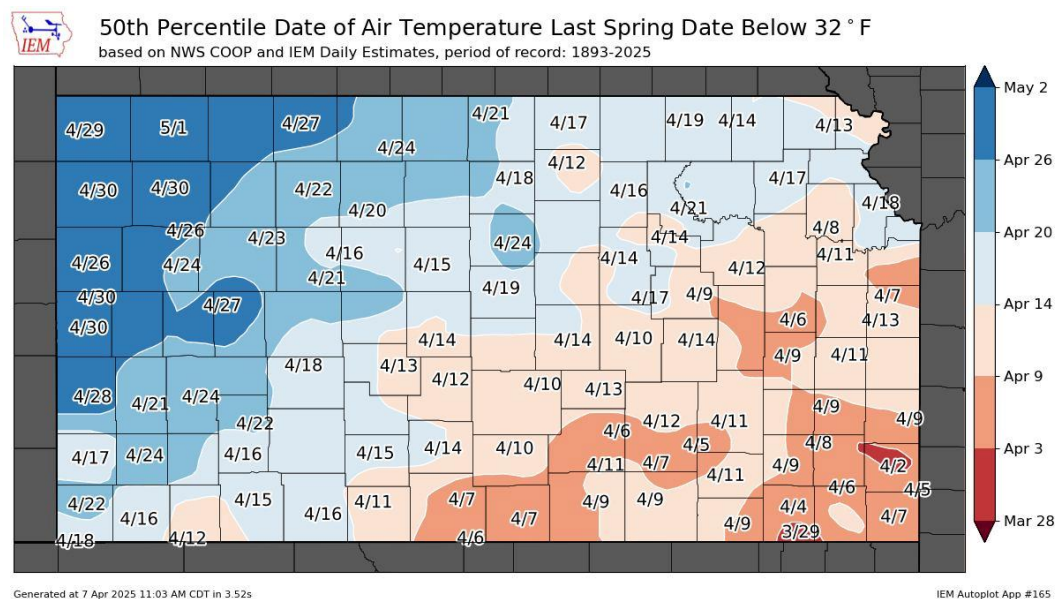 IEM
50th Percentile Date of Air Temperature Last Spring Date Below 32°F
based on NWS COOP and IEM Daily Estimates, period of record: 1893-2025
4/29 5/1 4/27 4/24 4/21 4/17 4/19 4/14 4/13
4/12
4/30 4/30 4/22 4/20 4/18 4/16 4/21 4/17 4/18
4/26 4/23 4/24 4/14 4/8
4/26 4/24 4/16 4/15 4/14 4/12 4/11
4/21 4/19
4/30 4/27 4/17 4/9 4/7
4/30 4/6 4/13
4/14 4/14 4/10 4/14
4/18 4/13 4/12 4/10 4/13 4/9 4/11
4/28 4/21 4/24 4/9
4/22 4/6 4/12 4/11 4/9
4/17 4/24 4/16 4/15 4/14 4/10 4/5 4/8
4/11 4/7 4/11 4/9 4/2
4/22 4/15 4/11 4/7 4/9 4/9 4/6 4/5
4/16 4/16 4/7 4/9 4/4 4/7
4/18 4/12 4/6 3/29
May 2
Apr 26
Apr 20
Apr 14
Apr 9
Apr 3
Mar 28
Generated at 7 Apr 2025 11:03 AM CDT in 3.52s
IEM Autoplot App #165